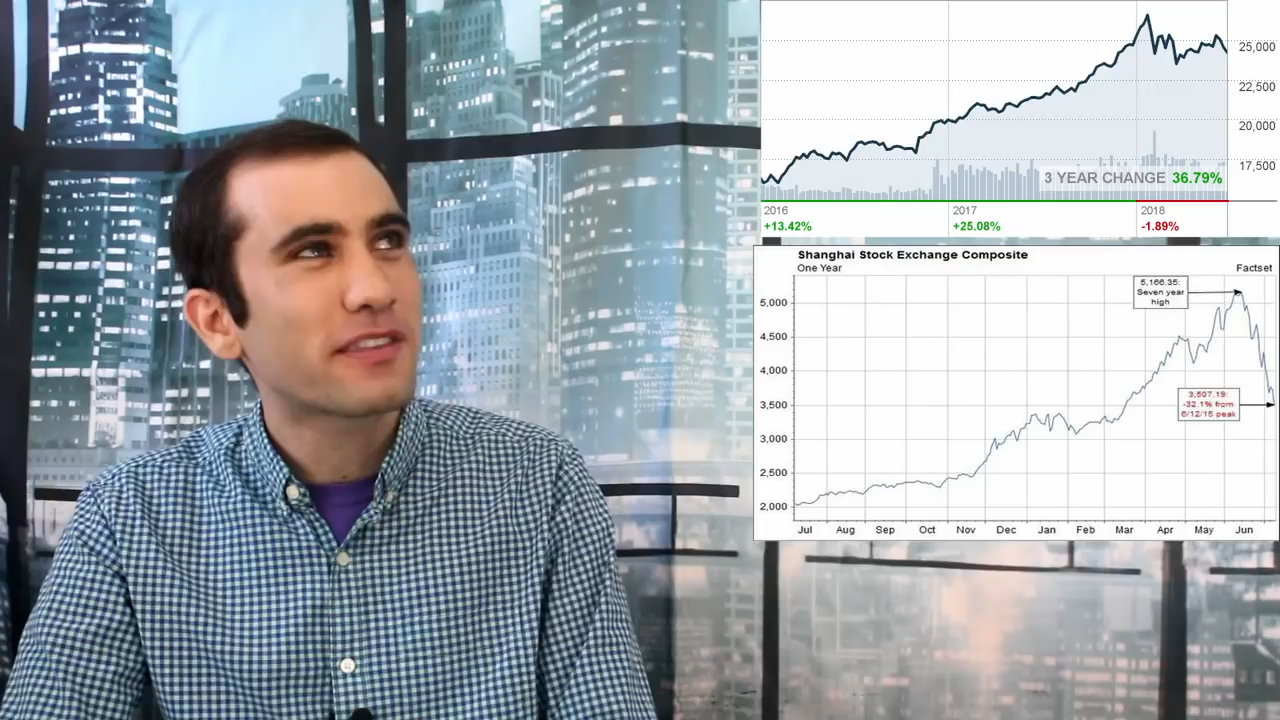 25,000
22,500
20,000
17,500
3 YEAR CHANGE 36.79%
2016 2017 2018
+13.42% +25.08% -1.89%
Shanghai Stock Exchange Composite
One Year Factset
5,166.35:
Seven year
high
5,000
4,500
4,000
3,500
3,000
2,500
2,000
3,507.19:
-32.1% from
6/12/15 peak
Jul Aug Sep Oct Nov Dec Jan Feb Mar Apr May Jun